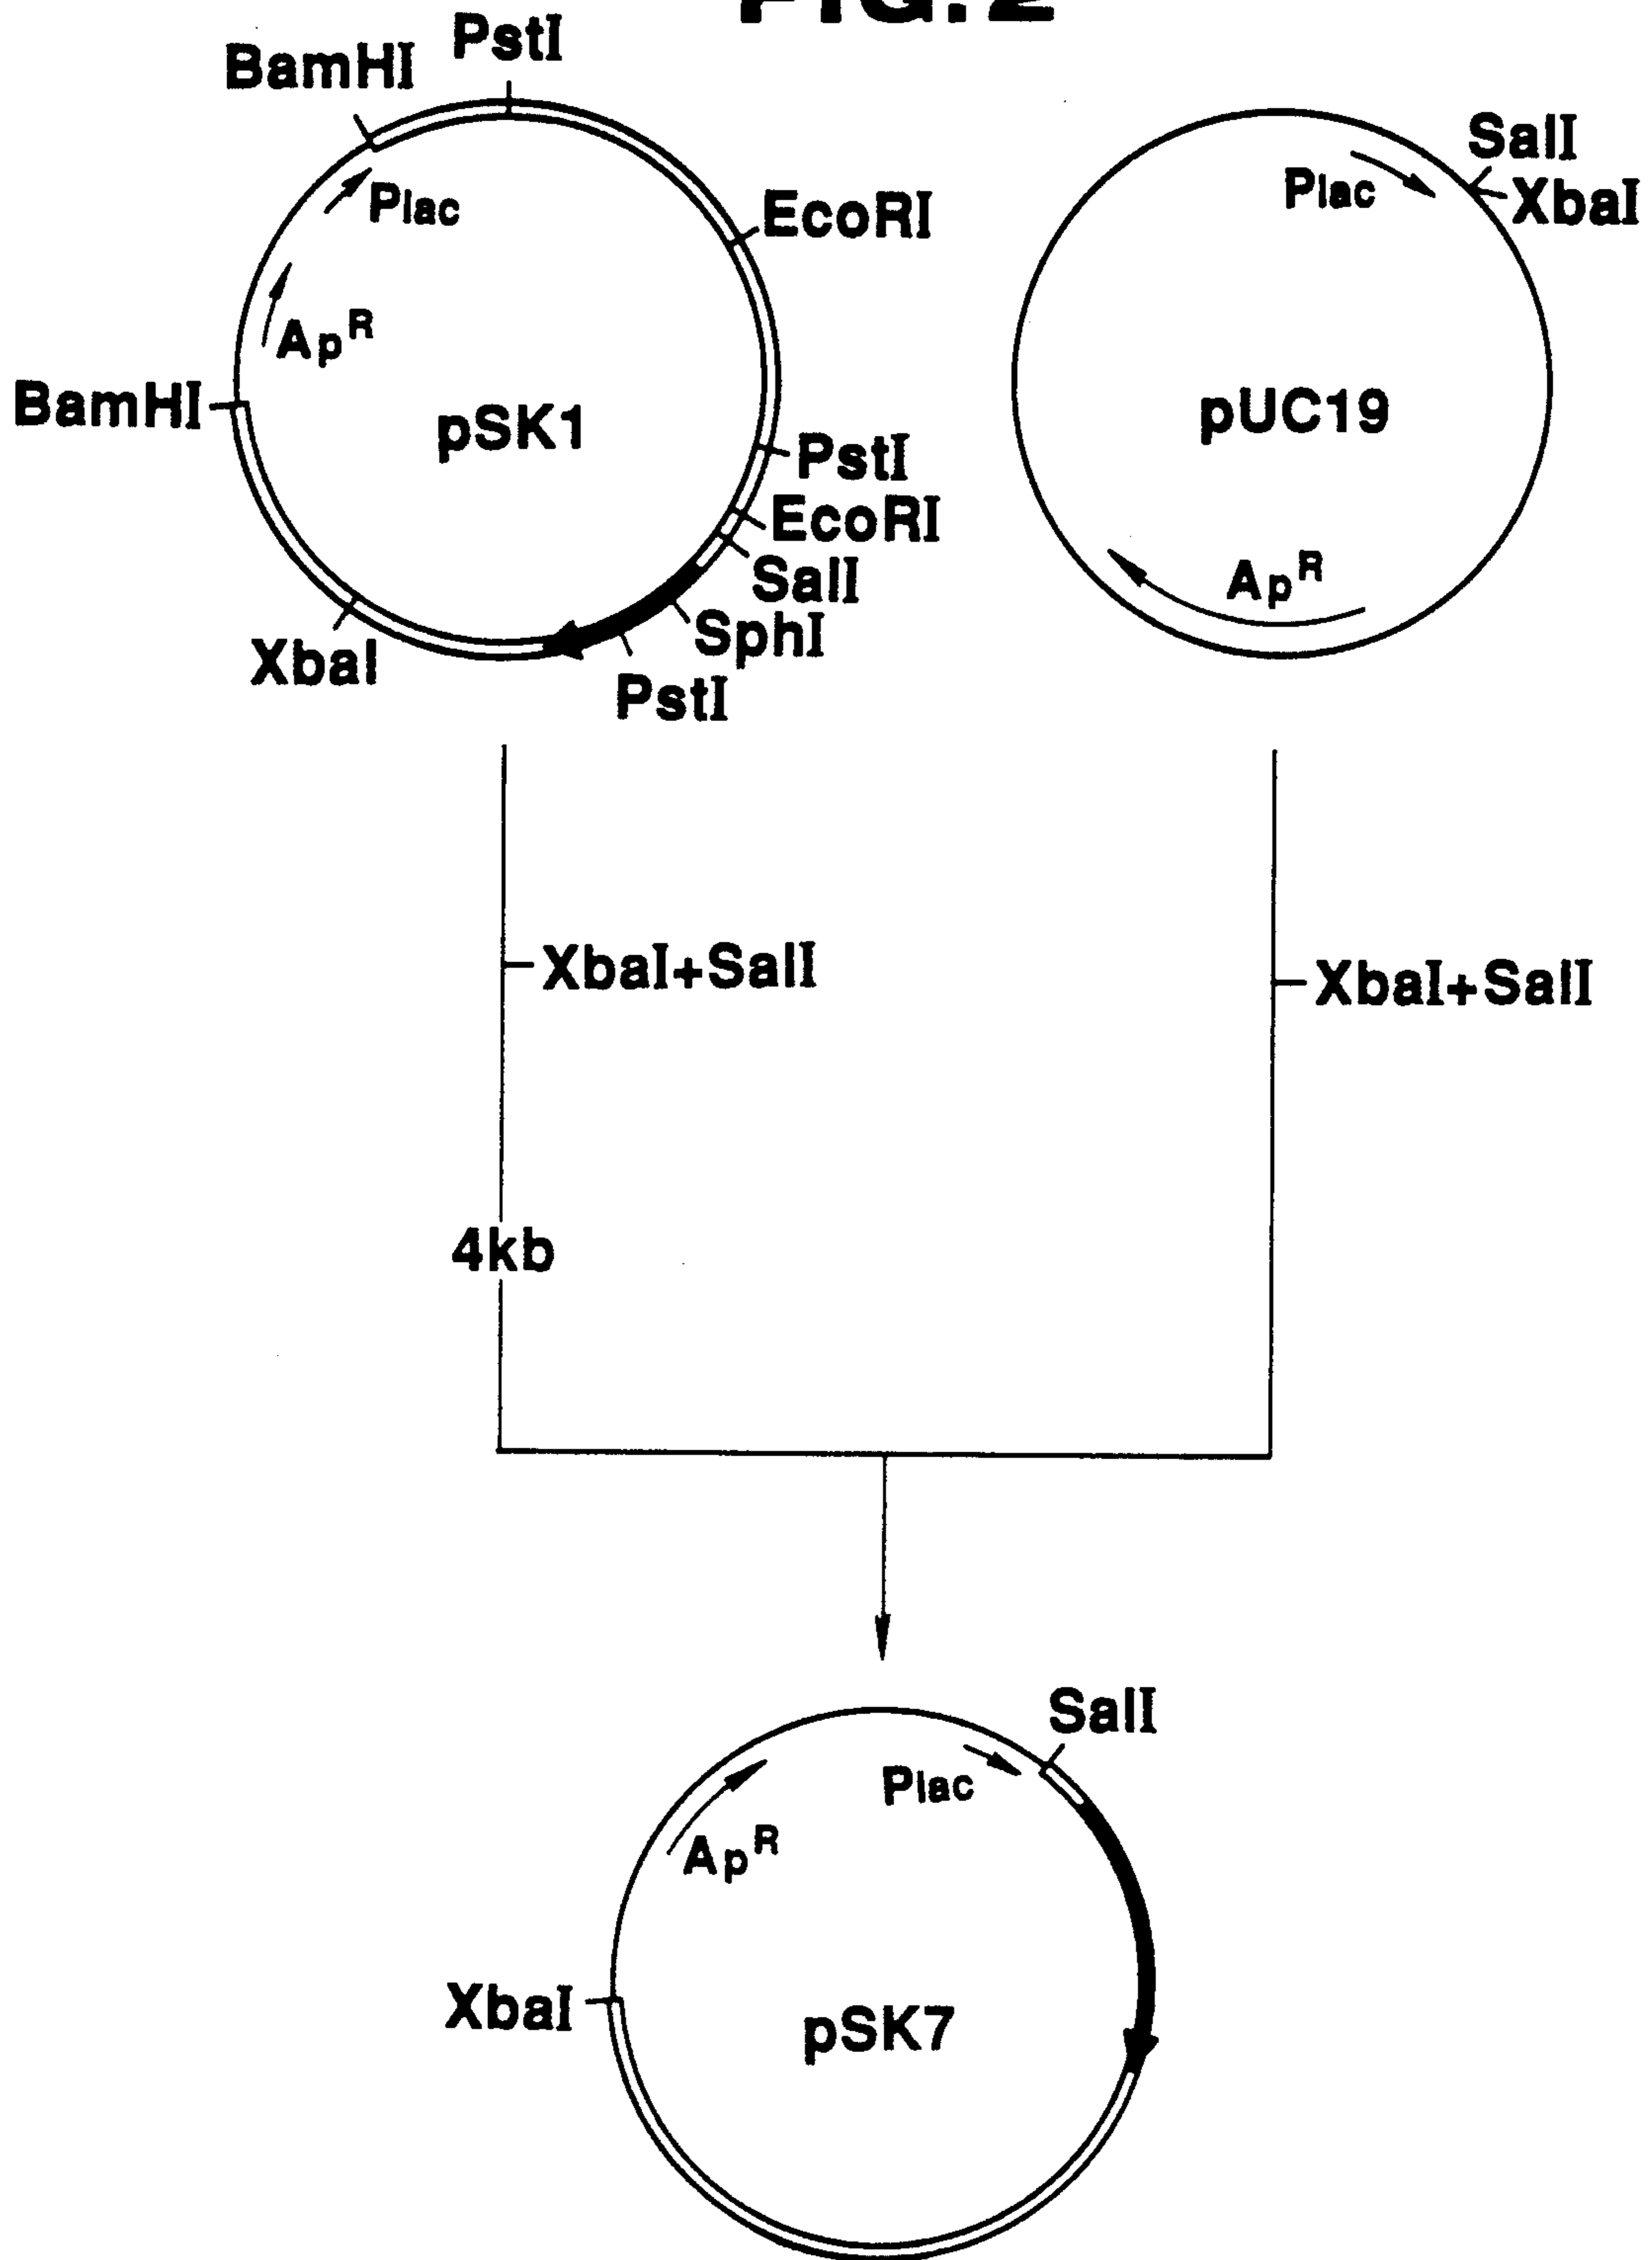 FIG. 2
BamHI
PstI
Plac
EcoRI
ApR
BamHI
pSK1
PstI
EcoRI
SalI
SphI
XbaI
PstI
SalI
Plac
XbaI
pUC19
ApR
XbaI+SalI
XbaI+SalI
4kb
SalI
Plac
ApR
XbaI
pSK7